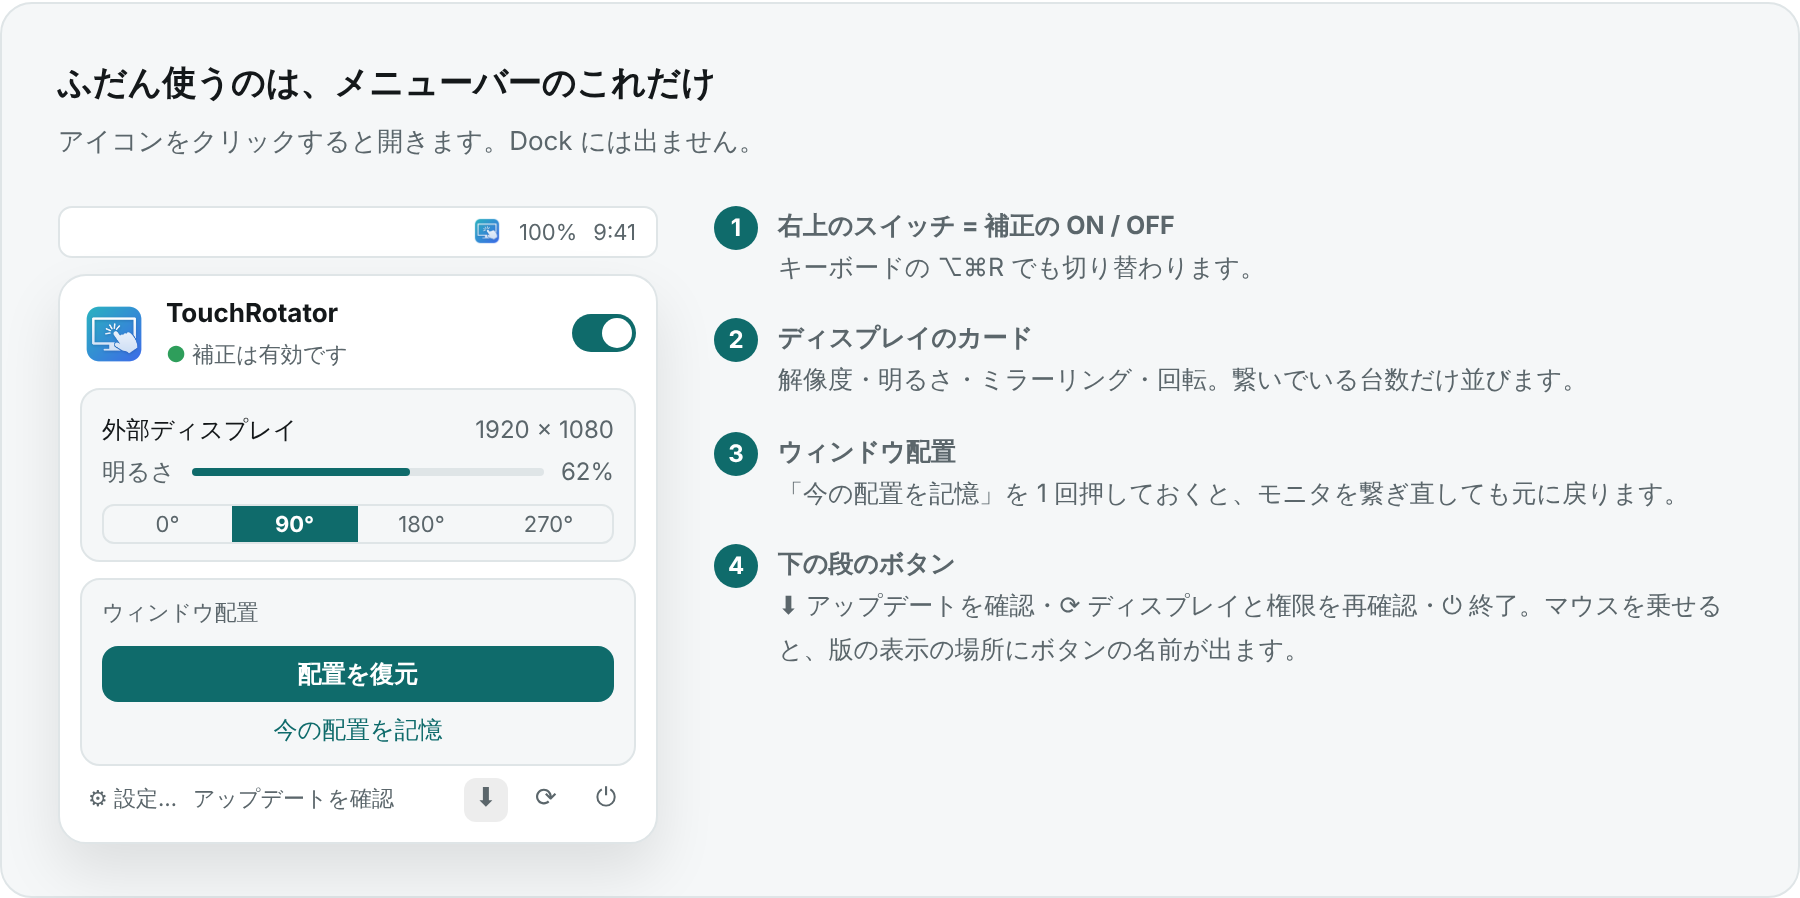 ふだん使うのは、メニューバーのこれだけ
アイコンをクリックすると開きます。Dock には出ません。
100% 9:41
TouchRotator
補正は有効です
外部ディスプレイ 1920 × 1080
明るさ 62%
0° 90° 180° 270°
ウィンドウ配置
配置を復元
今の配置を記憶
⚙ 設定... アップデートを確認 ⬇ ⟳ ⏻
1 右上のスイッチ = 補正の ON / OFF
キーボードの ⌥⌘R でも切り替わります。
2 ディスプレイのカード
解像度・明るさ・ミラーリング・回転。繋いでいる台数だけ並びます。
3 ウィンドウ配置
「今の配置を記憶」を 1 回押しておくと、モニタを繋ぎ直しても元に戻ります。
4 下の段のボタン
⬇ アップデートを確認・⟳ ディスプレイと権限を再確認・⏻ 終了。マウスを乗せる
と、版の表示の場所にボタンの名前が出ます。